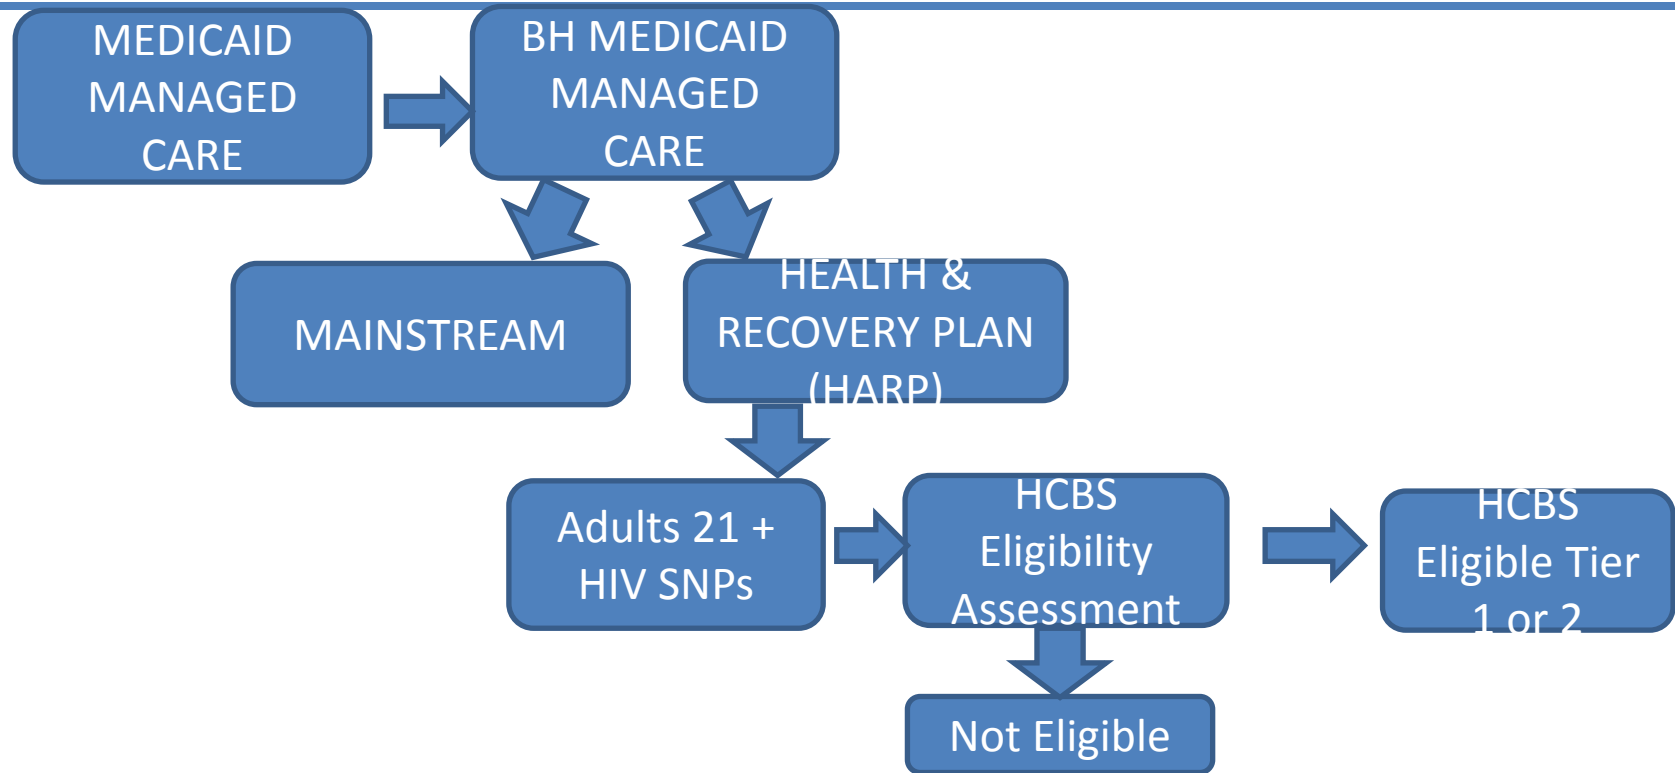 MEDICAID
MANAGED
CARE
BH MEDICAID
MANAGED
CARE
MAINSTREAM
HEALTH &
RECOVERY PLAN
(HARP)
Adults 21 +
HIV SNPs
HCBS
Eligibility
Assessment
HCBS
Eligible Tier
1 or 2
Not Eligible